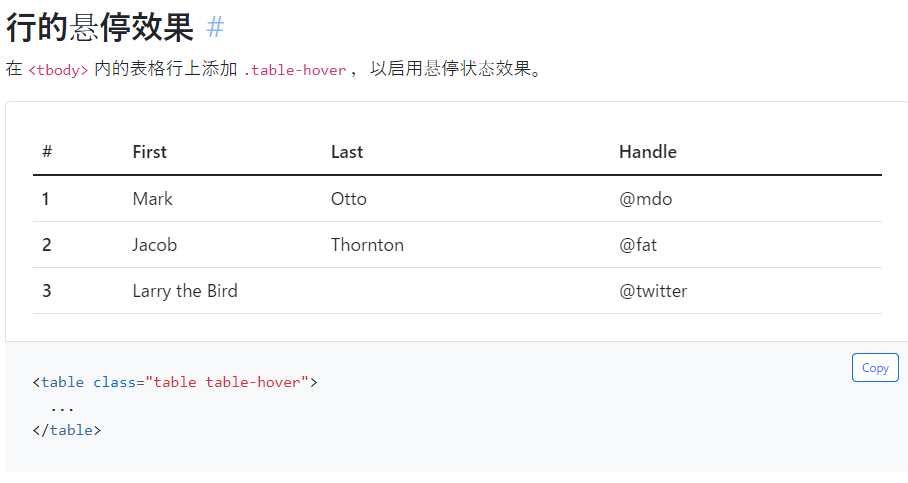 行的悬停效果 #
在 <tbody> 内的表格行上添加 .table-hover ，以启用悬停状态效果。
# First Last Handle
1 Mark Otto @mdo
2 Jacob Thornton @fat
3 Larry the Bird @twitter
Copy
<table class="table table-hover">
...
</table>